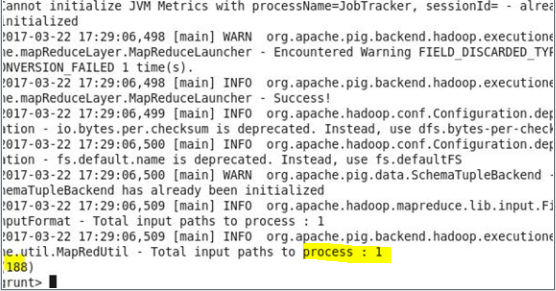 Cannot initialize JVM Metrics with processName=JobTracker, sessionId= - alrea
initialized
2017-03-22 17:29:06,498 [main] WARN  org.apache.pig.backend.hadoop.executione
ne.mapReduceLayer.MapReduceLauncher - Encountered Warning FIELD_DISCARDED_TYP
ONVERSION_FAILED 1 time(s).
2017-03-22 17:29:06,498 [main] INFO  org.apache.pig.backend.hadoop.executione
ne.mapReduceLayer.MapReduceLauncher - Success!
2017-03-22 17:29:06,499 [main] INFO  org.apache.hadoop.conf.Configuration.dep
ation - io.bytes.per.checksum is deprecated. Instead, use dfs.bytes-per-check
2017-03-22 17:29:06,500 [main] INFO  org.apache.hadoop.conf.Configuration.dep
ation - fs.default.name is deprecated. Instead, use fs.defaultFS
2017-03-22 17:29:06,500 [main] WARN  org.apache.pig.data.SchemaTupleBackend -
hemaTupleBackend has already been initialized
2017-03-22 17:29:06,509 [main] INFO  org.apache.hadoop.mapreduce.lib.input.Fi
nputFormat - Total input paths to process : 1
2017-03-22 17:29:06,509 [main] INFO  org.apache.pig.backend.hadoop.executione
ne.util.MapRedUtil - Total input paths to process : 1
(188)
grunt>